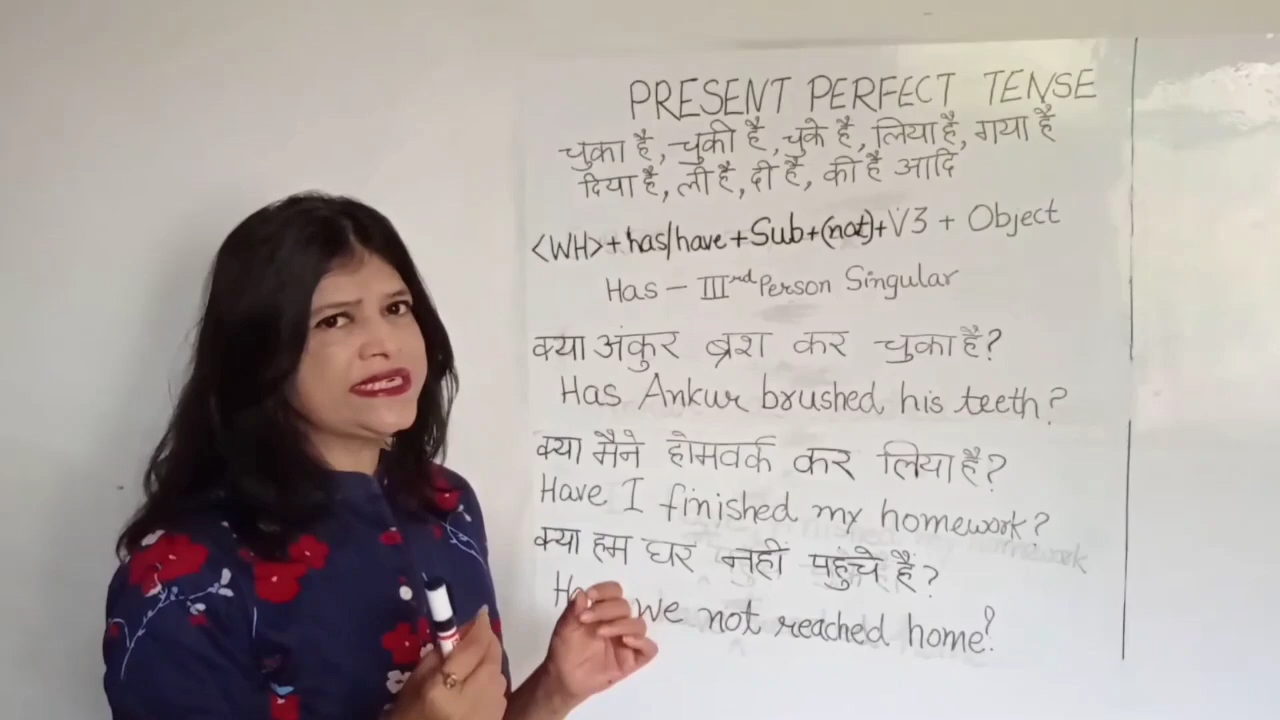 PRESENT PERFECT TENSE
चुका है, चुकी है, चुके है, लिया है, गया है
दिया है, ली है, दी है, की है आदि
<WH> + has/have + Sub + (not) + V3 + Object
Has – IIIrd Person Singular
क्या अंकुर ब्रश कर चुका है?
Has Ankur brushed his teeth?
क्या मैने होमवर्क कर लिया है?
Have I finished my homework?
क्या हम घर नहीं पहुंचे हैं?
we not reached home?